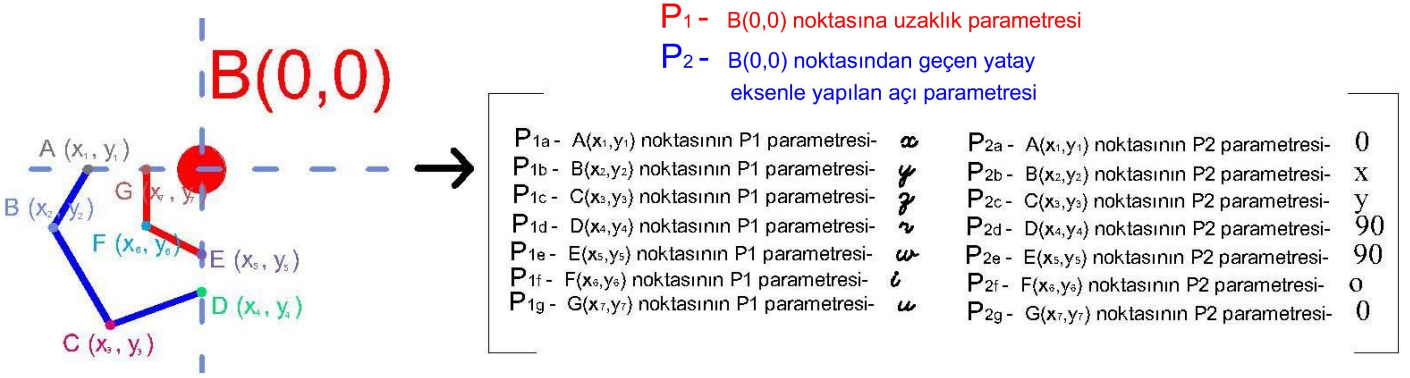 P₁ - B(0,0) noktasına uzaklık parametresi
P₂ - B(0,0) noktasından geçen yatay
eksenle yapılan açı parametresi
B(0,0)
A (x₁, y₁)
G (x₇, y₇)
B (x₂, y₂)
F (x₆, y₆)
E (x₅, y₅)
D (x₄, y₄)
C (x₃, y₃)
P1a - A(x₁,y₁) noktasının P1 parametresi- x
P1b - B(x₂,y₂) noktasının P1 parametresi- y
P1c - C(x₃,y₃) noktasının P1 parametresi- z
P1d - D(x₄,y₄) noktasının P1 parametresi-
P1e - E(x₅,y₅) noktasının P1 parametresi- w
P1f - F(x₆,y₆) noktasının P1 parametresi- i
P1g - G(x₇,y₇) noktasının P1 parametresi- u
P2a - A(x₁,y₁) noktasının P2 parametresi- 0
P2b - B(x₂,y₂) noktasının P2 parametresi- x
P2c - C(x₃,y₃) noktasının P2 parametresi- y
P2d - D(x₄,y₄) noktasının P2 parametresi- 90
P2e - E(x₅,y₅) noktasının P2 parametresi- 90
P2f - F(x₆,y₆) noktasının P2 parametresi- o
P2g - G(x₇,y₇) noktasının P2 parametresi- 0